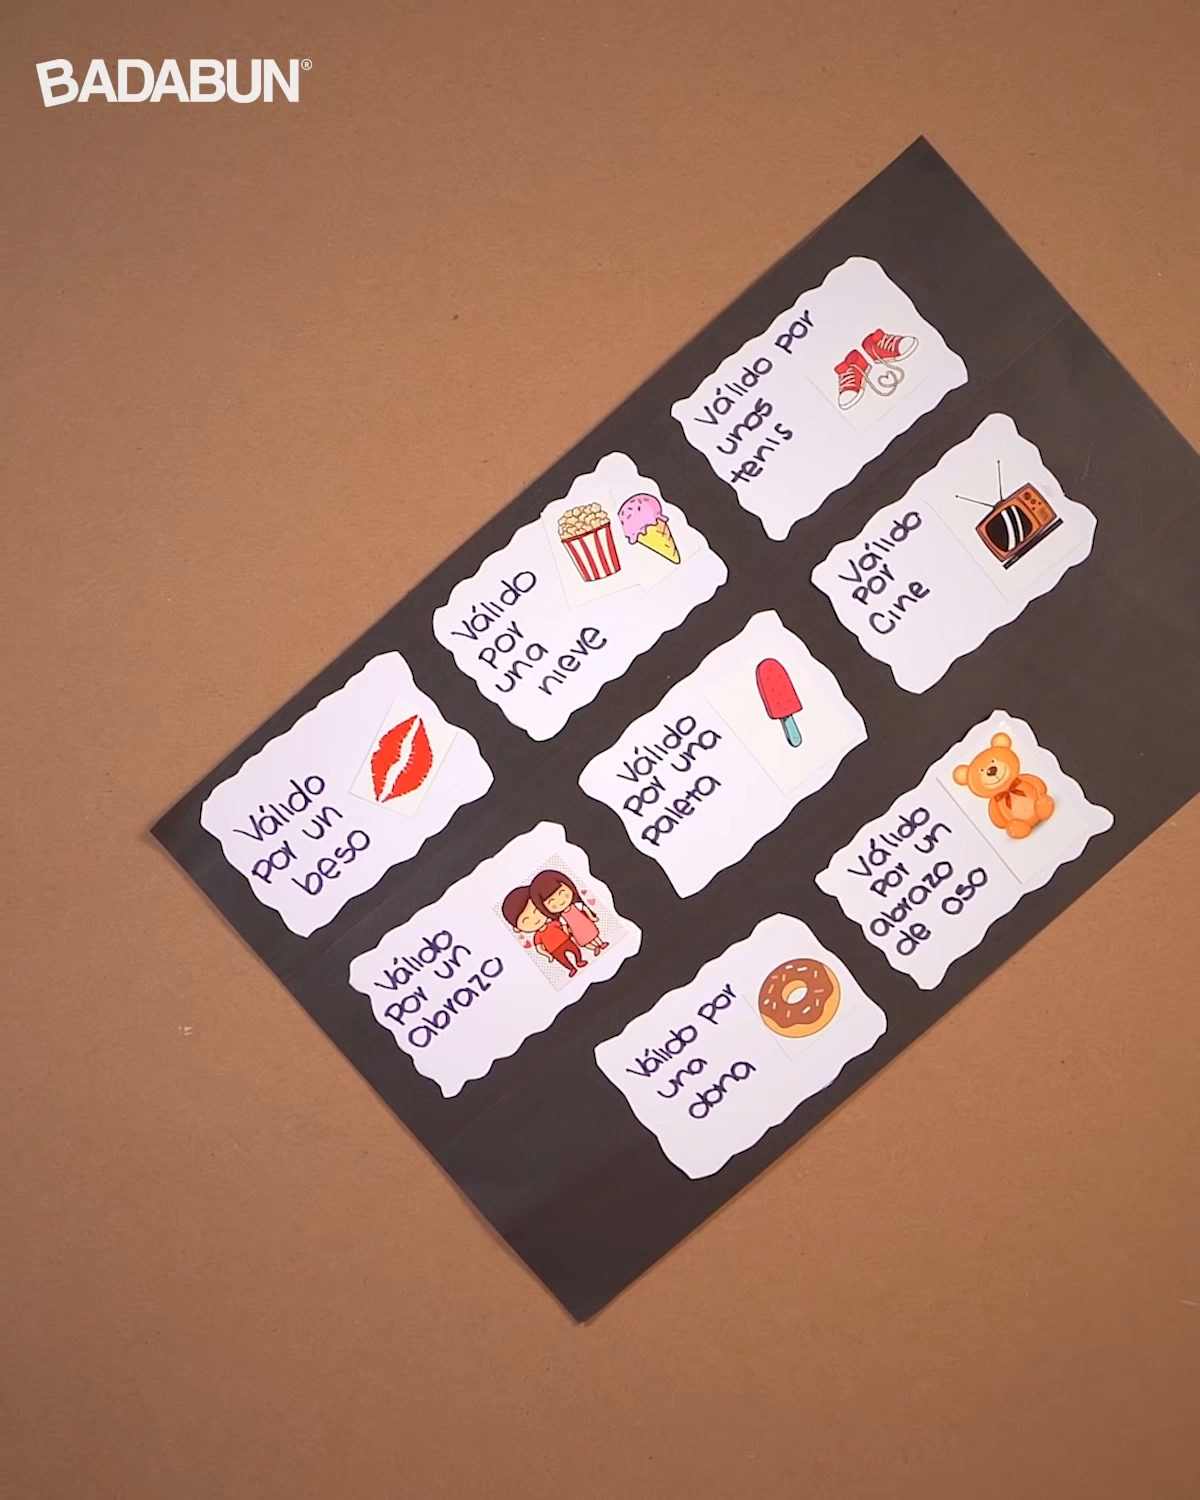 BADABUN®
Válido por
unos
tenis
Válido
por
una
nieve
Válido
por
Cine
Válido
por un
beso
Válido
por una
paleta
Válido
por un
abrazo
de oso
Válido
por un
abrazo
Válido por
una
dona